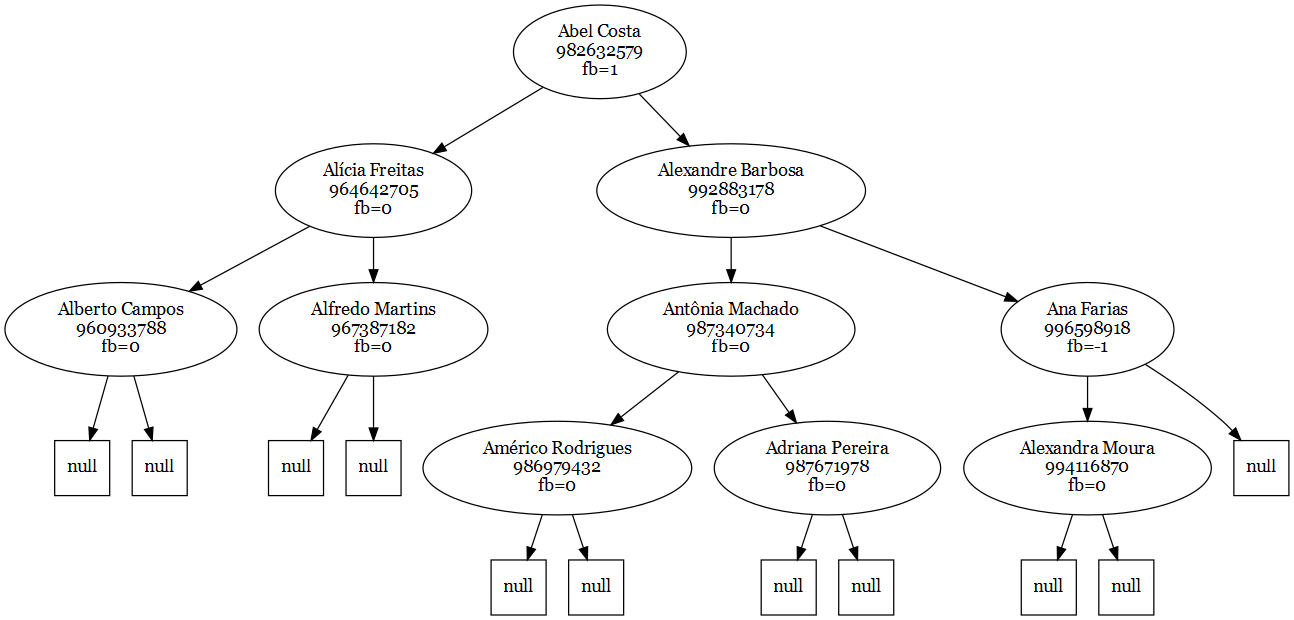 Abel Costa
982632579
fb=1
Alícia Freitas
964642705
fb=0
Alexandre Barbosa
992883178
fb=0
Alberto Campos
960933788
fb=0
Alfredo Martins
967387182
fb=0
Antônia Machado
987340734
fb=0
Ana Farias
996598918
fb=-1
null
null
null
null
Américo Rodrigues
986979432
fb=0
Adriana Pereira
987671978
fb=0
Alexandra Moura
994116870
fb=0
null
null
null
null
null
null
null